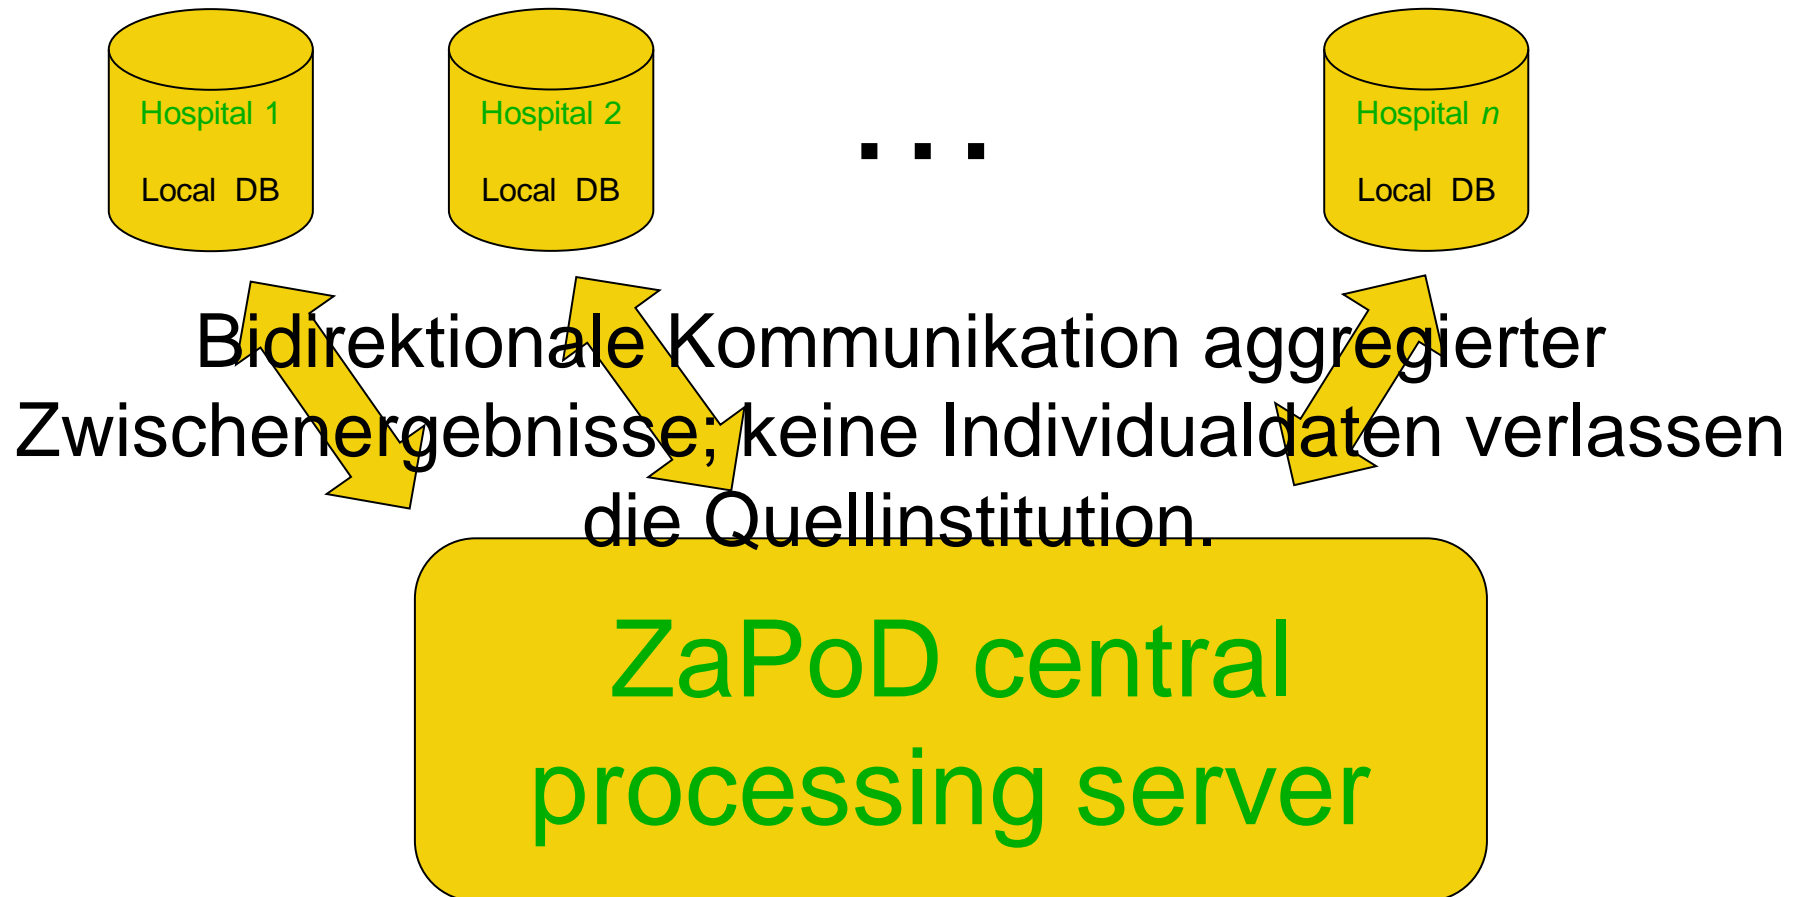 Hospital 1
Local DB
Hospital 2
Local DB
...
Hospital n
Local DB
Bidirektionale Kommunikation aggregierter
Zwischenergebnisse; keine Individualdaten verlassen
die Quellinstitution.
ZaPoD central
processing server